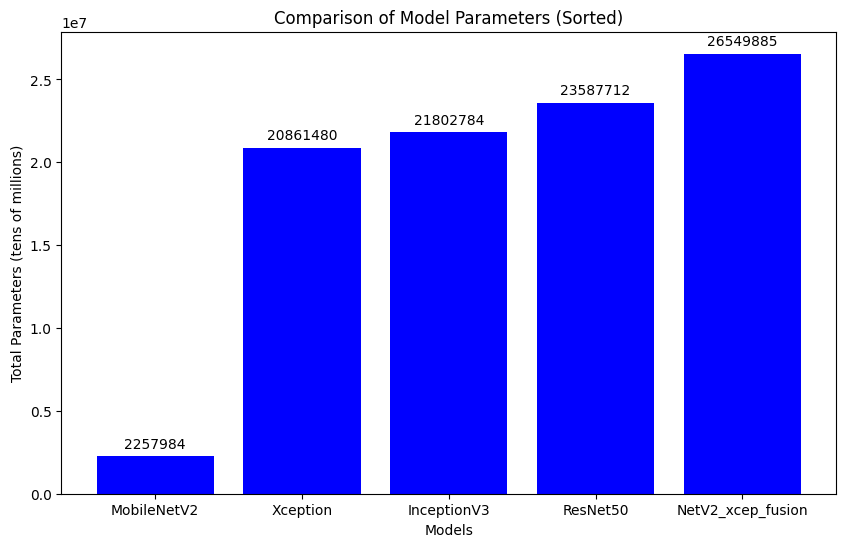 Comparison of Model Parameters (Sorted)
1e7
Total Parameters (tens of millions)
2.5
2.0
1.5
1.0
0.5
0.0
2257984
20861480
21802784
23587712
26549885
MobileNetV2
Xception
InceptionV3
ResNet50
NetV2_xcep_fusion
Models